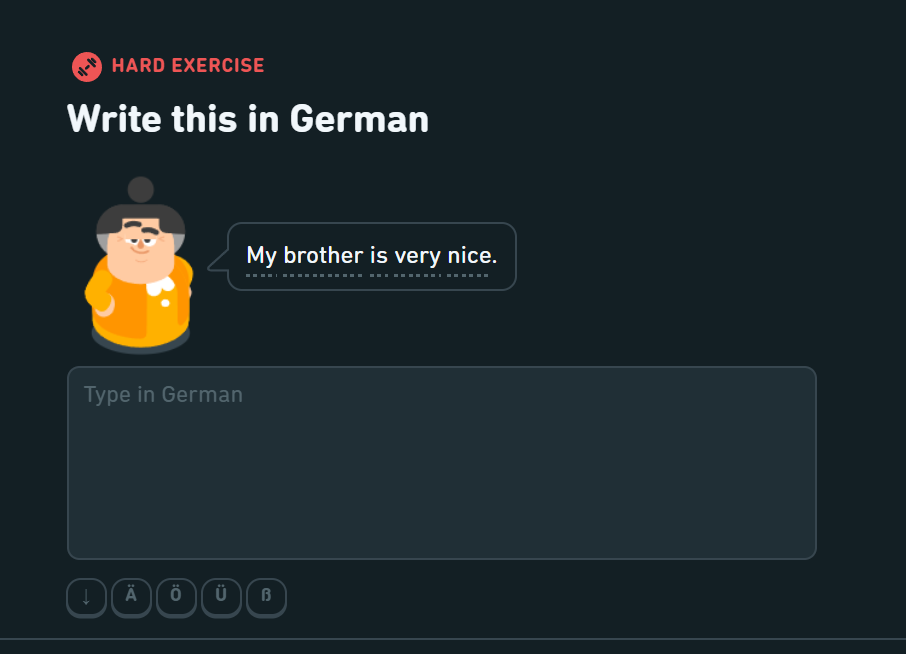 HARD EXERCISE
Write this in German
My brother is very nice.
Type in German
↓ Ä Ö Ü ß